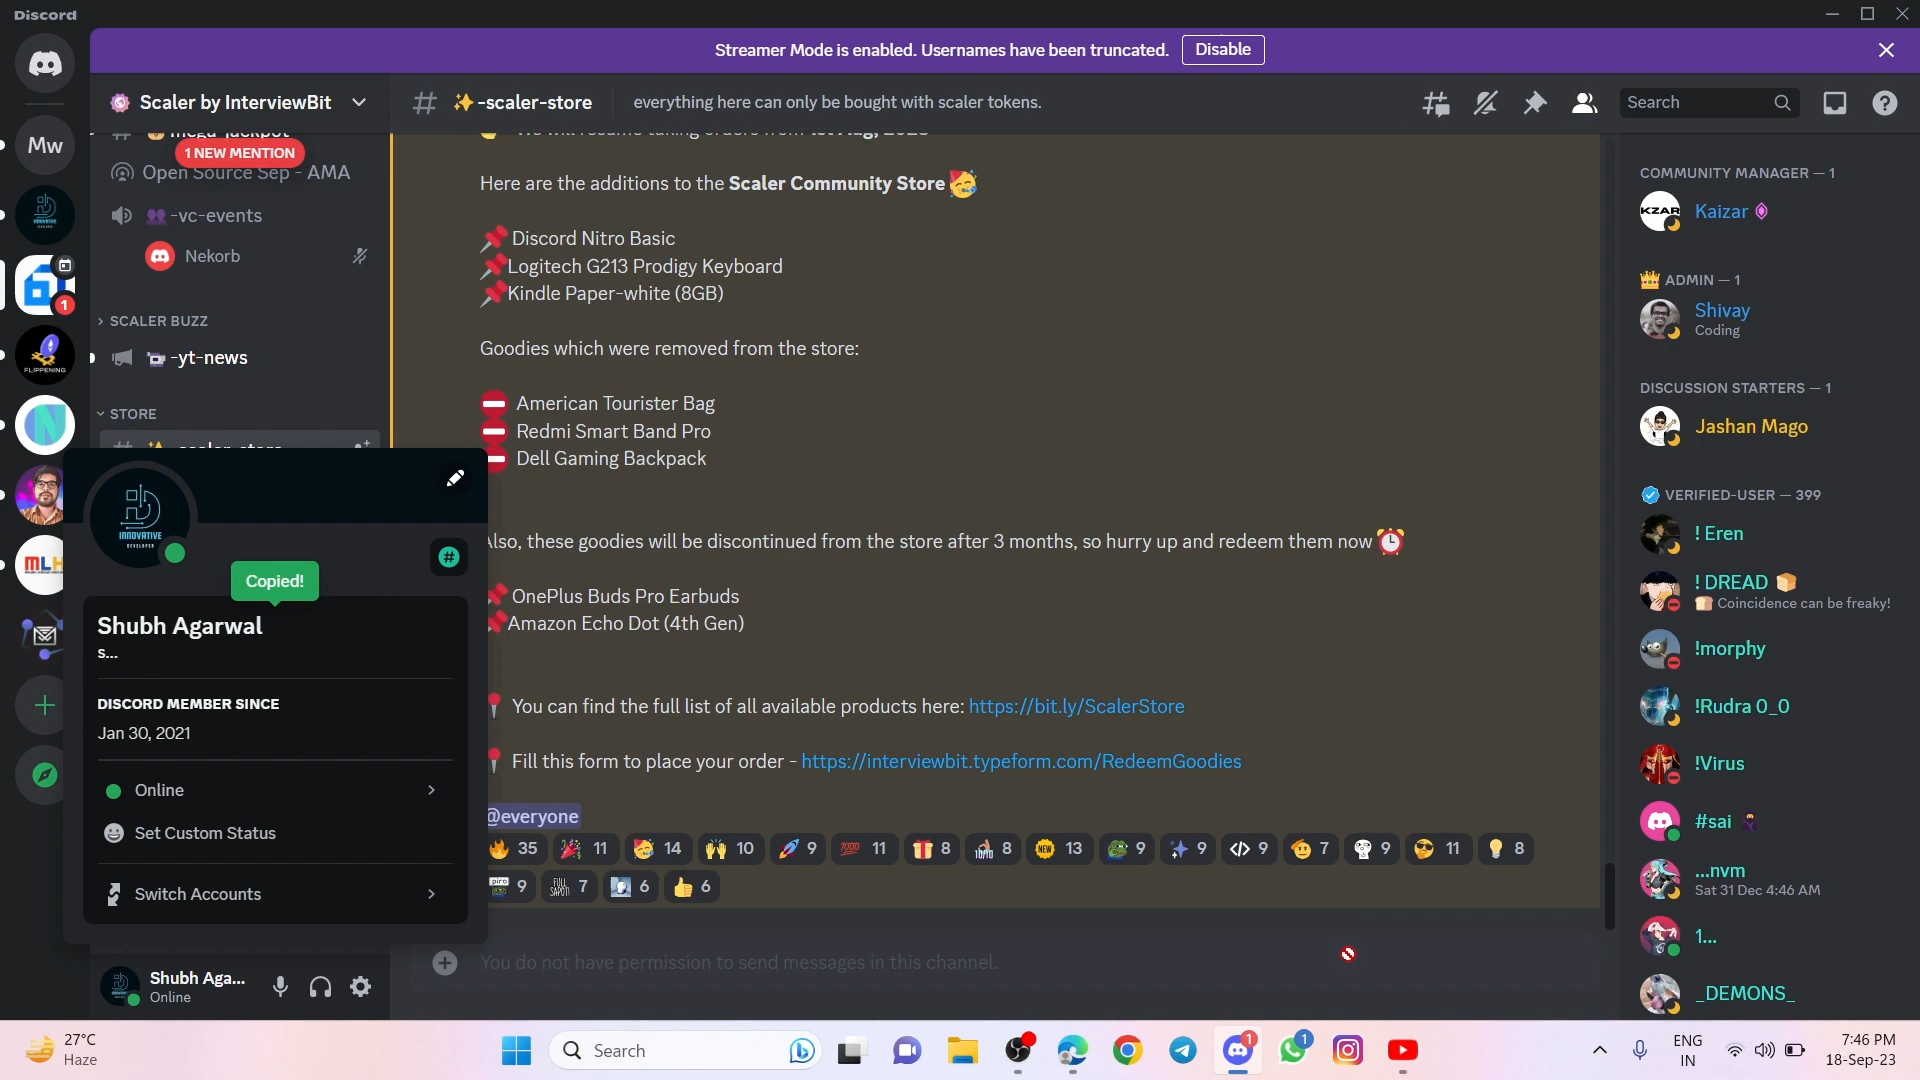 Discord
Streamer Mode is enabled. Usernames have been truncated.
Disable
Scaler by InterviewBit
✨-scaler-store
everything here can only be bought with scaler tokens.
Search
1 NEW MENTION
Open Source Sep - AMA
-vc-events
Nekorb
SCALER BUZZ
-yt-news
STORE
Mw
FLIPPENING
1
Here are the additions to the Scaler Community Store 🥳
📌 Discord Nitro Basic
📌Logitech G213 Prodigy Keyboard
📌Kindle Paper-white (8GB)
Goodies which were removed from the store:
⛔ American Tourister Bag
⛔ Redmi Smart Band Pro
⛔ Dell Gaming Backpack
Also, these goodies will be discontinued from the store after 3 months, so hurry up and redeem them now ⏰
📌 OnePlus Buds Pro Earbuds
📌Amazon Echo Dot (4th Gen)
📍 You can find the full list of all available products here: https://bit.ly/ScalerStore
📍 Fill this form to place your order - https://interviewbit.typeform.com/RedeemGoodies
@everyone
🔥 35 🎉 11 🥳 14 🙌 10 🚀 9 💯 11 🎁 8 8 13 9 ✨ 9 9 7 9 😎 11 💡 8
9 7 6 👍 6
You do not have permission to send messages in this channel.
INNOVATIVE
DEVELOPER
Copied!
Shubh Agarwal
s...
DISCORD MEMBER SINCE
Jan 30, 2021
Online
Set Custom Status
Switch Accounts
Shubh Aga...
Online
COMMUNITY MANAGER — 1
KZAR
Kaizar
ADMIN — 1
Shivay
Coding
DISCUSSION STARTERS — 1
Jashan Mago
VERIFIED-USER — 399
! Eren
! DREAD 🍞
🍞 Coincidence can be freaky!
!morphy
!Rudra 0_0
!Virus
#sai
...nvm
Sat 31 Dec 4:46 AM
1...
_DEMONS_
27°C
Haze
Search
1
1
ENG
IN
7:46 PM
18-Sep-23